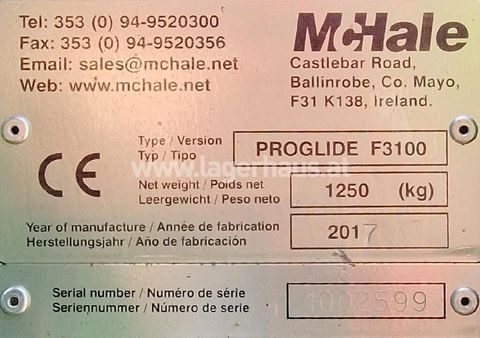 Tel: 353 (0) 94-9520300
Fax: 353 (0) 94-9520356
Email: sales@mchale.net
Web: www.mchale.net
McHale
Castlebar Road,
Ballinrobe, Co. Mayo,
F31 K138, Ireland.
CE
Type / Version
Typ / Tipo
PROGLIDE F3100
www.lagerhaus.at
Net weight / Poids net
Leergewicht / Peso neto
1250 (kg)
Year of manufacture / Année de fabrication
Herstellungsjahr / Año de fabricación
2017
Serial number / Numéro de série
Seriennummer / Número de serie
1002599